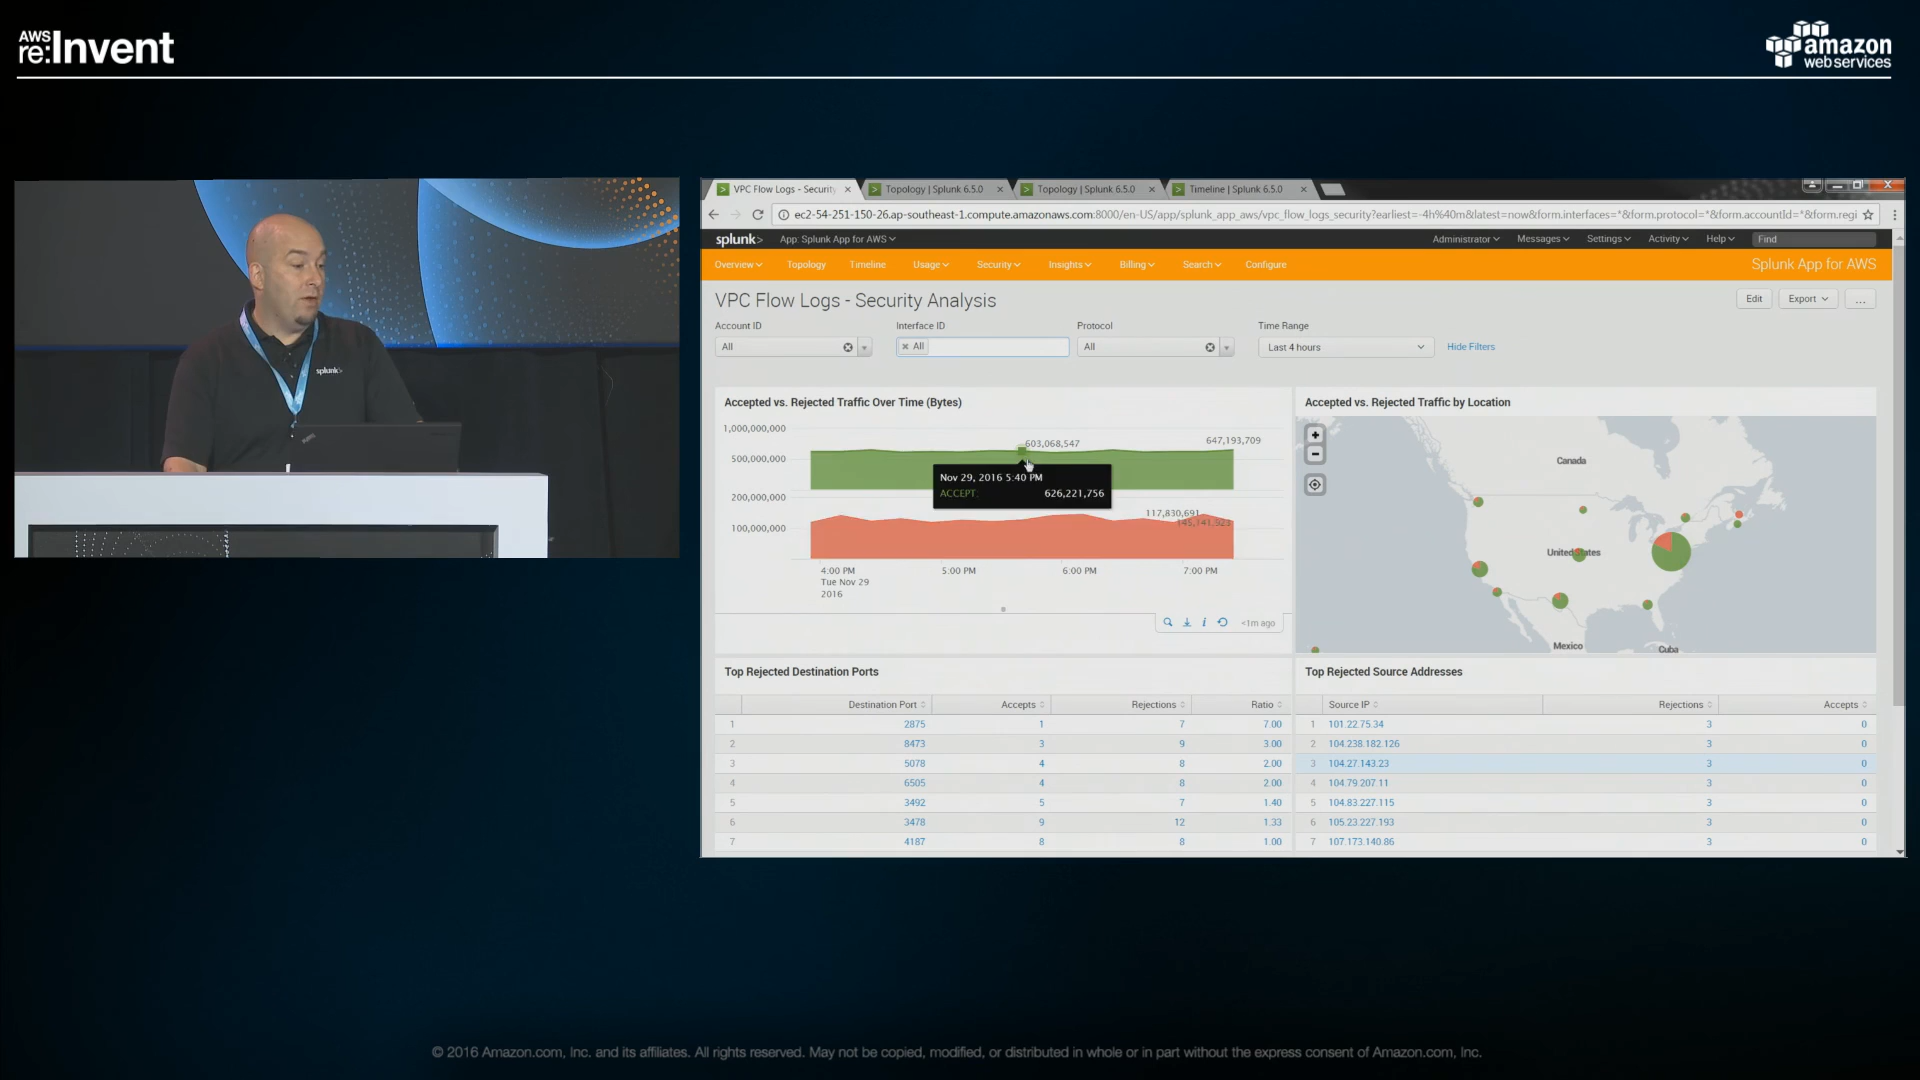 AWS
re:Invent
amazon
web services
splunk>
VPC Flow Logs - Securit
Topology | Splunk 6.5.0
Topology | Splunk 6.5.0
Timeline | Splunk 6.5.0
ec2-54-251-150-26.ap-southeast-1.compute.amazonaws.com:8000/en-US/app/splunk_app_aws/vpc_flow_logs_security?earliest=-4h%40m&latest=now&form.interfaces=*&form.protocol=*&form.accountId=*&form.regi
splunk> App: Splunk App for AWS Administrator Messages Settings Activity Help Find
Overview Topology Timeline Usage Security Insights Billing Search Configure Splunk App for AWS
VPC Flow Logs - Security Analysis Edit Export ...
Account ID Interface ID Protocol Time Range
All All All Last 4 hours Hide Filters
Accepted vs. Rejected Traffic Over Time (Bytes)
1,000,000,000
500,000,000
603,068,547
647,193,709
Nov 29, 2016 5:40 PM
ACCEPT: 626,221,756
200,000,000
100,000,000
117,830,691
145,141,923
4:00 PM 5:00 PM 6:00 PM 7:00 PM
Tue Nov 29
2016
i <1m ago
Accepted vs. Rejected Traffic by Location
+
-
Canada
United States
Mexico
Cuba
Top Rejected Destination Ports
Destination Port Accepts Rejections Ratio
1 2875 1 7 7.00
2 8473 3 9 3.00
3 5078 4 8 2.00
4 6505 4 8 2.00
5 3492 5 7 1.40
6 3478 9 12 1.33
7 4187 8 8 1.00
Top Rejected Source Addresses
Source IP Rejections Accepts
1 101.22.75.34 3 0
2 104.238.182.126 3 0
3 104.27.143.23 3 0
4 104.79.207.11 3 0
5 104.83.227.115 3 0
6 105.23.227.193 3 0
7 107.173.140.86 3 0
© 2016 Amazon.com, Inc. and its affiliates. All rights reserved. May not be copied, modified, or distributed in whole or in part without the express consent of Amazon.com, Inc.